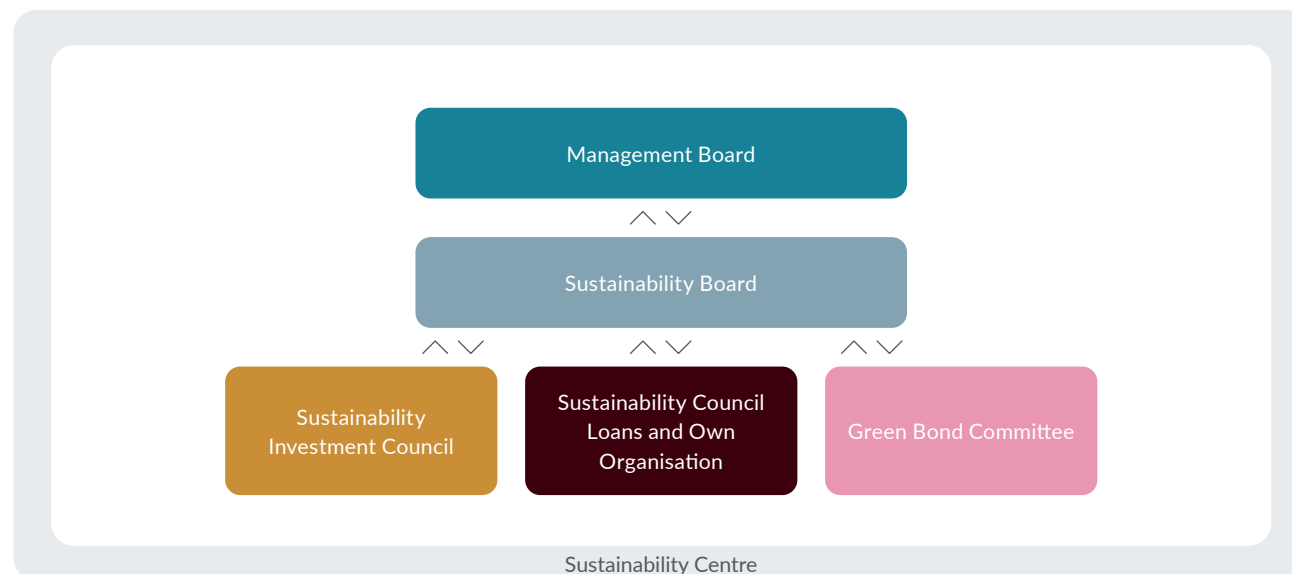 Management Board
Sustainability Board
Sustainability
Investment Council
Sustainability Council
Loans and Own
Organisation
Green Bond Committee
Sustainability Centre